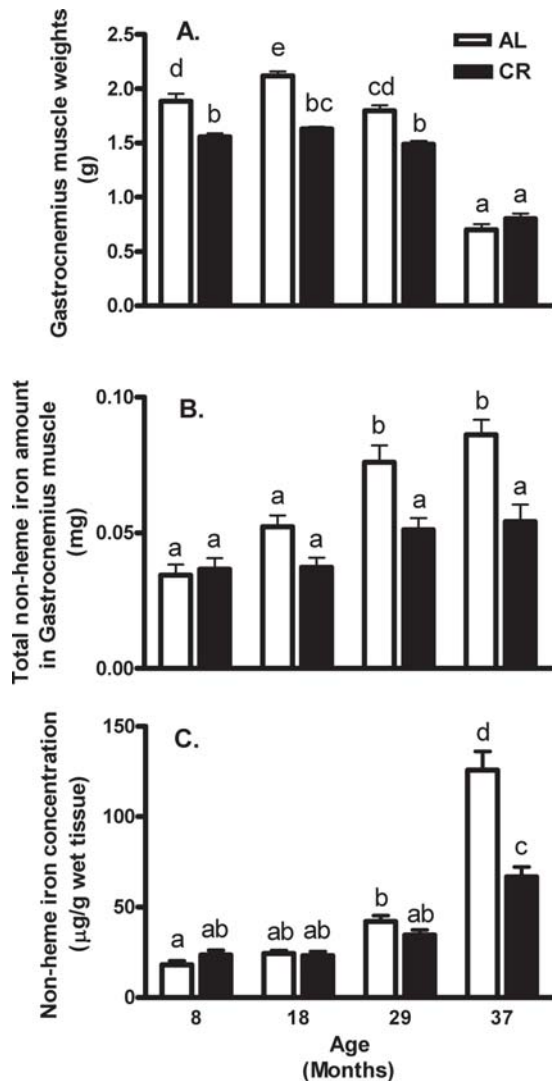 A.
AL
CR
Gastrocnemius muscle weights
(g)
2.5
2.0
1.5
1.0
0.5
0.0
d
b
e
bc
cd
b
a
a
B.
Total non-heme iron amount
in Gastrocnemius muscle
(mg)
0.10
0.05
0.00
a
a
a
a
b
a
b
a
C.
Non-heme iron concentration
(µg/g wet tissue)
150
100
50
0
a
ab
ab
ab
b
ab
d
c
8
18
29
37
Age
(Months)